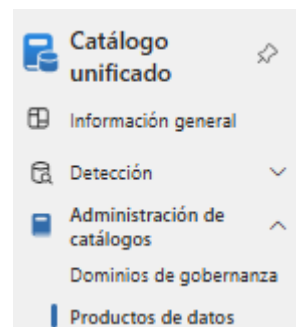 Catálogo
unificado
Información general
Detección
Administración de
catálogos
Dominios de gobernanza
Productos de datos